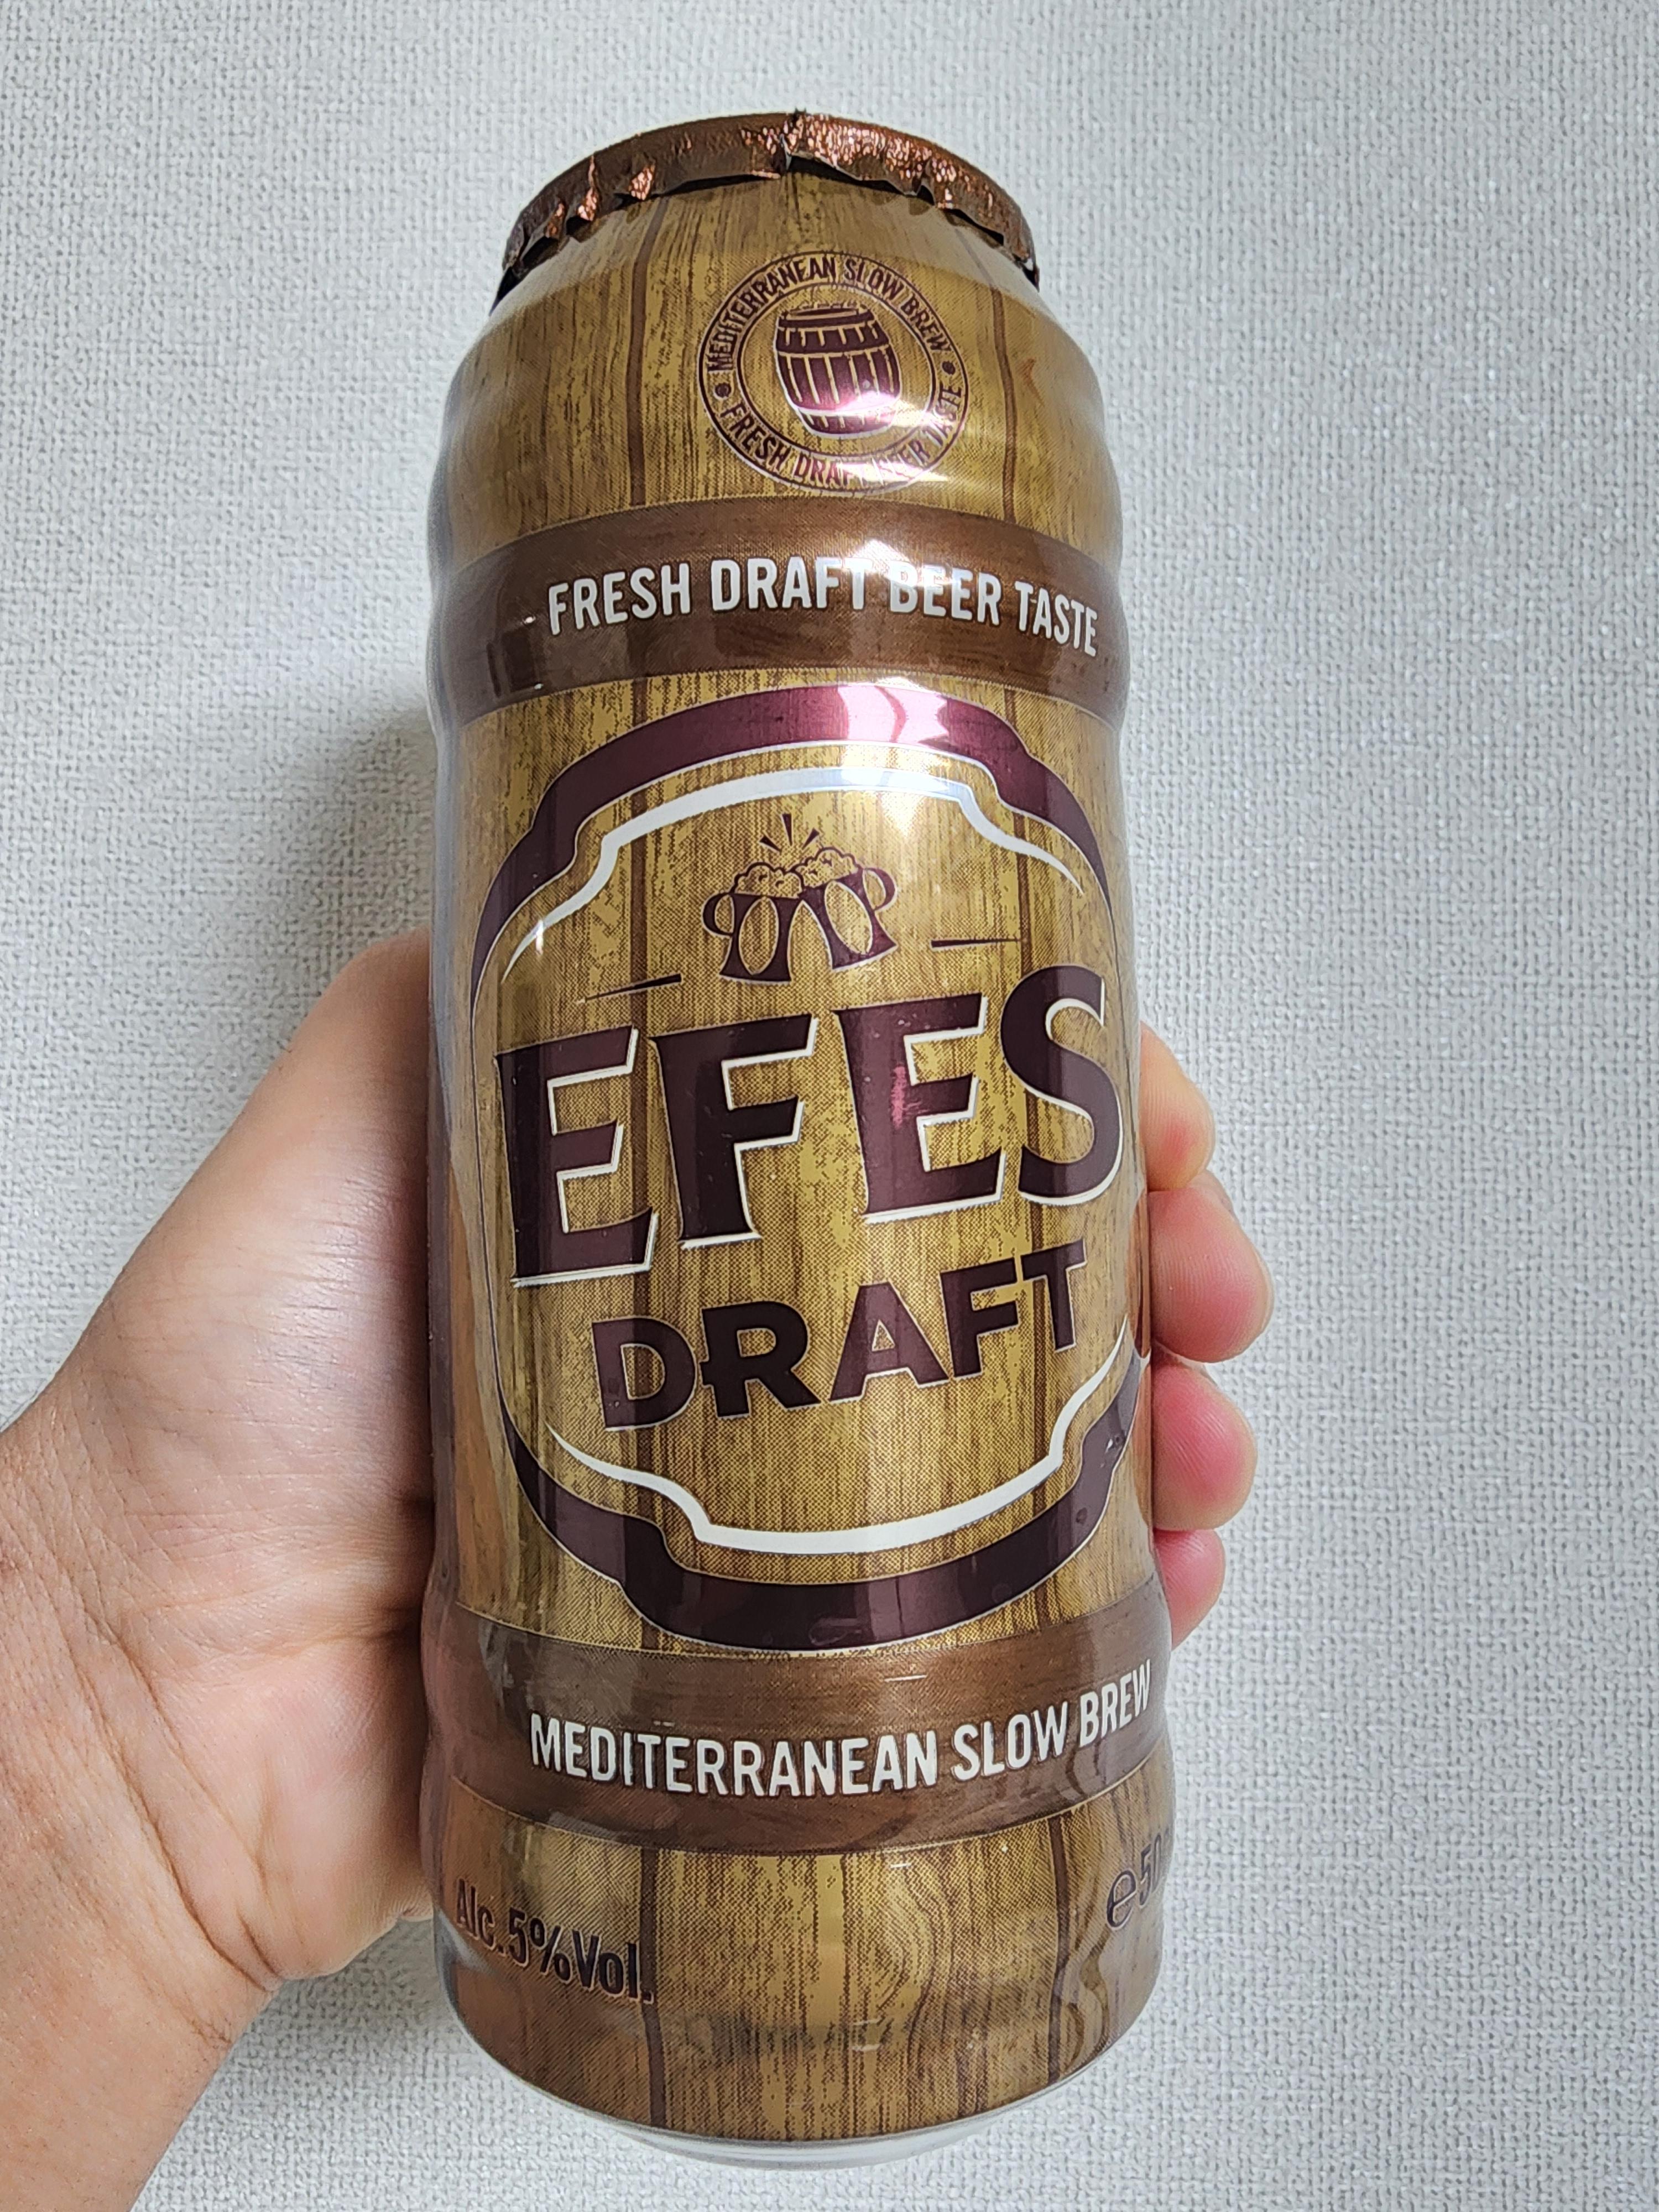 MEDITERRANEAN SLOW BREW
FRESH DRAFT BEER TASTE
FRESH DRAFT BEER TASTE
EFES
DRAFT
MEDITERRANEAN SLOW BREW
Alc. 5% Vol.
e